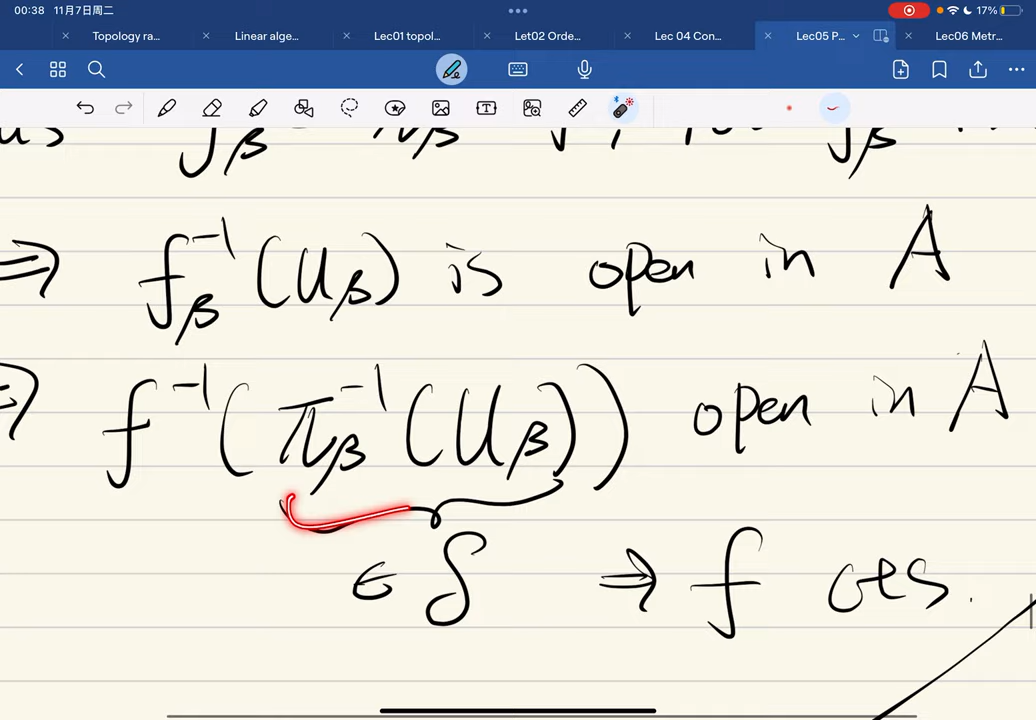 00:38 11月7日周二
17%
Topology ra... Linear alge... Lec01 topol... Let02 Orde... Lec 04 Con... Lec05 P... Lec06 Metr...
⇒ f_β^{-1}(U_β) is open in A
⇒ f^{-1}(π_β^{-1}(U_β)) open in A
∈ S ⇒ f cts.